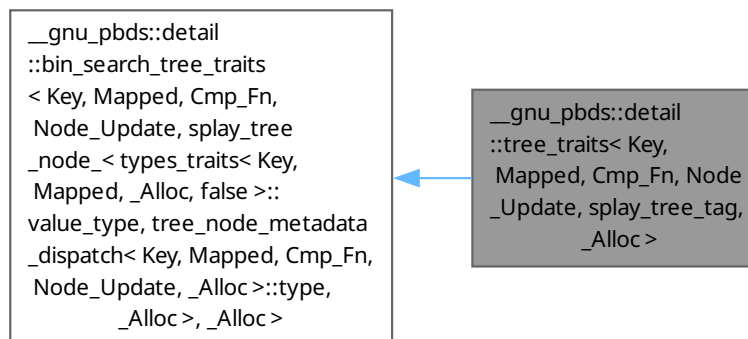 __gnu_pbds::detail
::bin_search_tree_traits
< Key, Mapped, Cmp_Fn,
Node_Update, splay_tree
_node_< types_traits< Key,
Mapped, _Alloc, false >::
value_type, tree_node_metadata
_dispatch< Key, Mapped, Cmp_Fn,
Node_Update, _Alloc >::type,
_Alloc >, _Alloc >
__gnu_pbds::detail
::tree_traits< Key,
Mapped, Cmp_Fn, Node
_Update, splay_tree_tag,
_Alloc >